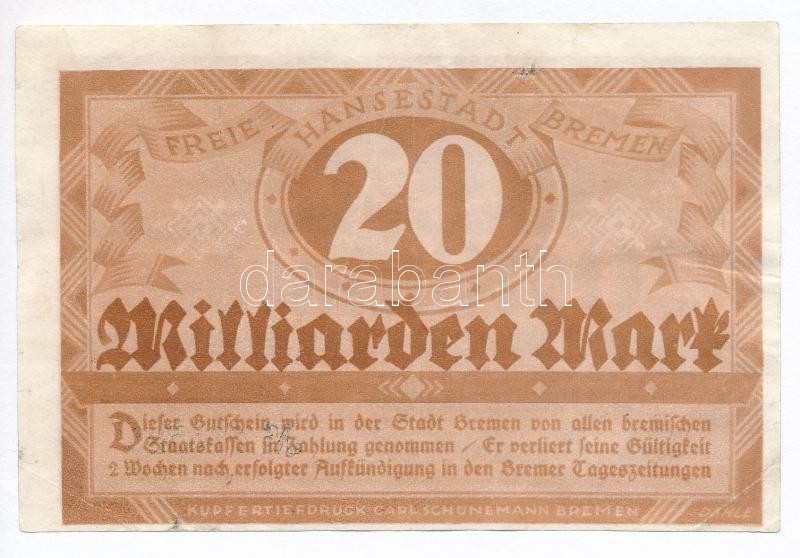 FREIE HANSESTADT BREMEN
20
darabanth
Milliarden Mark
Dieser Gutschein wird in der Stadt Bremen von allen bremischen
Staatskassen in Zahlung genommen / Er verliert seine Gültigkeit
2 Wochen nach erfolgter Aufkündigung in den Bremer Tageszeitungen
KUPFERTIEFDRUCK CARL SCHÜNEMANN BREMEN